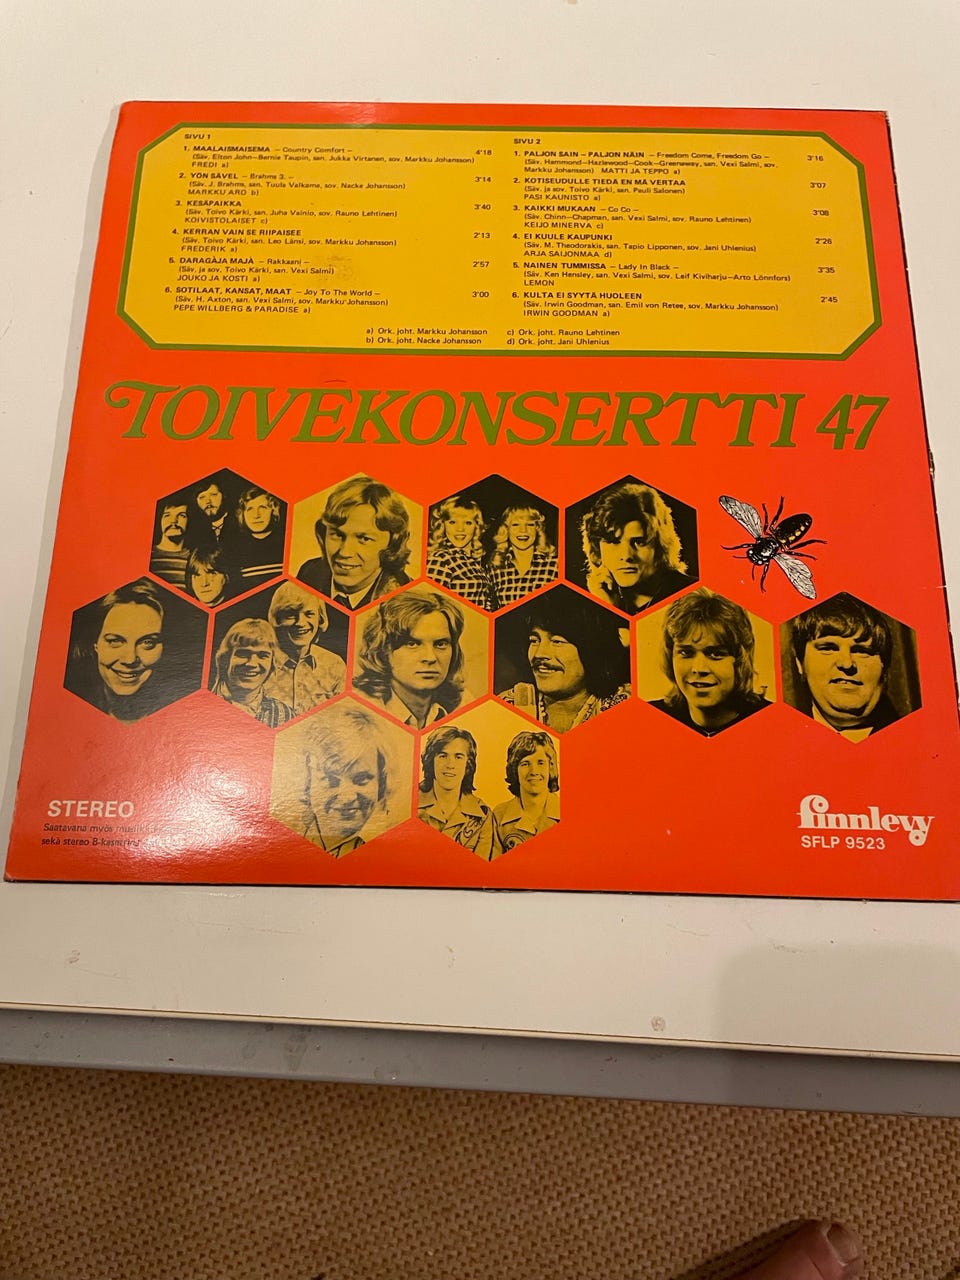 SIVU 1
1. MAALAISMAISEMA – Country Comfort – 4'18
(Säv. Elton John–Bernie Taupin, san. Jukka Virtanen, sov. Markku Johansson)
FREDI a)
2. YÖN SÄVEL – Brahms 3. – 3'14
(Säv. J. Brahms, san. Tuula Valkama, sov. Nacke Johansson)
MARKKU ARO b)
3. KESÄPAIKKA 3'40
(Säv. Toivo Kärki, san. Juha Vainio, sov. Rauno Lehtinen)
KOIVISTOLAISET c)
4. KERRAN VAIN SE RIIPAISEE 2'13
(Säv. Toivo Kärki, san. Leo Länsi, sov. Markku Johansson)
FREDERIK a)
5. DARAGÀJA MAJÀ – Rakkaani – 2'57
(Säv. ja sov. Toivo Kärki, san. Vexi Salmi)
JOUKO JA KOSTI a)
6. SOTILAAT, KANSAT, MAAT – Joy To The World – 3'00
(Säv. H. Axton, san. Vexi Salmi, sov. Markku Johansson)
PEPE WILLBERG & PARADISE a)
SIVU 2
1. PALJON SAIN – PALJON NÄIN – Freedom Come, Freedom Go – 3'16
(Säv. Hammond–Hazlewood–Cook–Greenaway, san. Vexi Salmi, sov.
Markku Johansson) MATTI JA TEPPO a)
2. KOTISEUDULLE TIEDÄ EN MÄ VERTAA 3'07
(Säv. ja sov. Toivo Kärki, san. Pauli Salonen)
PASI KAUNISTO a)
3. KAIKKI MUKAAN – Co Co – 3'08
(Säv. Chinn–Chapman, san. Vexi Salmi, sov. Rauno Lehtinen)
KEIJO MINERVA c)
4. EI KUULE KAUPUNKI 2'26
(Säv. M. Theodorakis, san. Tapio Lipponen, sov. Jani Uhlenius)
ARJA SAIJONMAA d)
5. NAINEN TUMMISSA – Lady In Black – 3'35
(Säv. Ken Hensley, san. Vexi Salmi, sov. Leif Kiviharju–Arto Lönnfors)
LEMON
6. KULTA EI SYYTÄ HUOLEEN 2'45
(Säv. Irwin Goodman, san. Emil von Retee, sov. Markku Johansson)
IRWIN GOODMAN a)
a) Ork. joht. Markku Johansson c) Ork. joht. Rauno Lehtinen
b) Ork. joht. Nacke Johansson d) Ork. joht. Jani Uhlenius
TOIVEKONSERTTI 47
STEREO
Saatavana myös
sekä stereo 8-
finnlevy
SFLP 9523